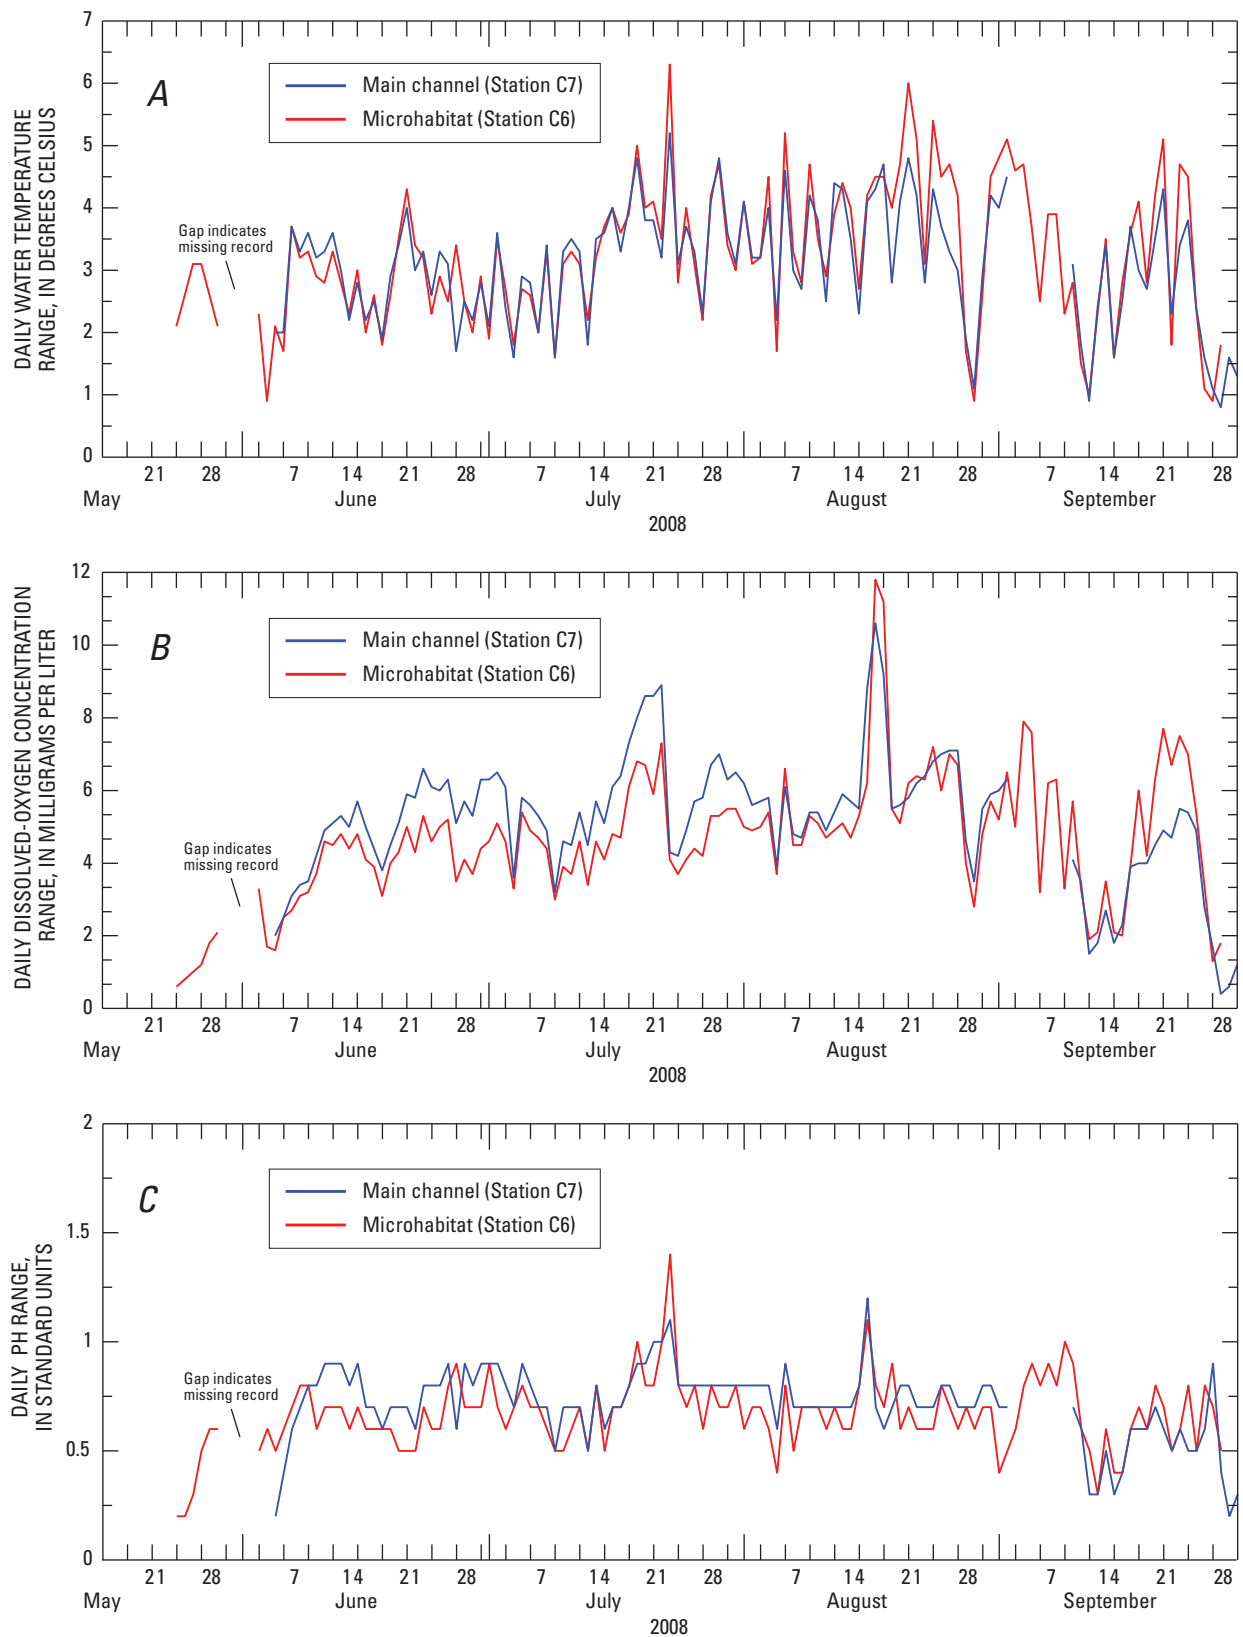 DAILY WATER TEMPERATURE
RANGE, IN DEGREES CELSIUS
7
6
5
4
3
2
1
0
A
Main channel (Station C7)
Microhabitat (Station C6)
Gap indicates
missing record
21 28 7 14 21 28 7 14 21 28 7 14 21 28 7 14 21 28
May June July August September
2008
DAILY DISSOLVED-OXYGEN CONCENTRATION
RANGE, IN MILLIGRAMS PER LITER
12
10
8
6
4
2
0
B
Main channel (Station C7)
Microhabitat (Station C6)
Gap indicates
missing record
21 28 7 14 21 28 7 14 21 28 7 14 21 28 7 14 21 28
May June July August September
2008
DAILY PH RANGE,
IN STANDARD UNITS
2
1.5
1
0.5
0
C
Main channel (Station C7)
Microhabitat (Station C6)
Gap indicates
missing record
21 28 7 14 21 28 7 14 21 28 7 14 21 28 7 14 21 28
May June July August September
2008